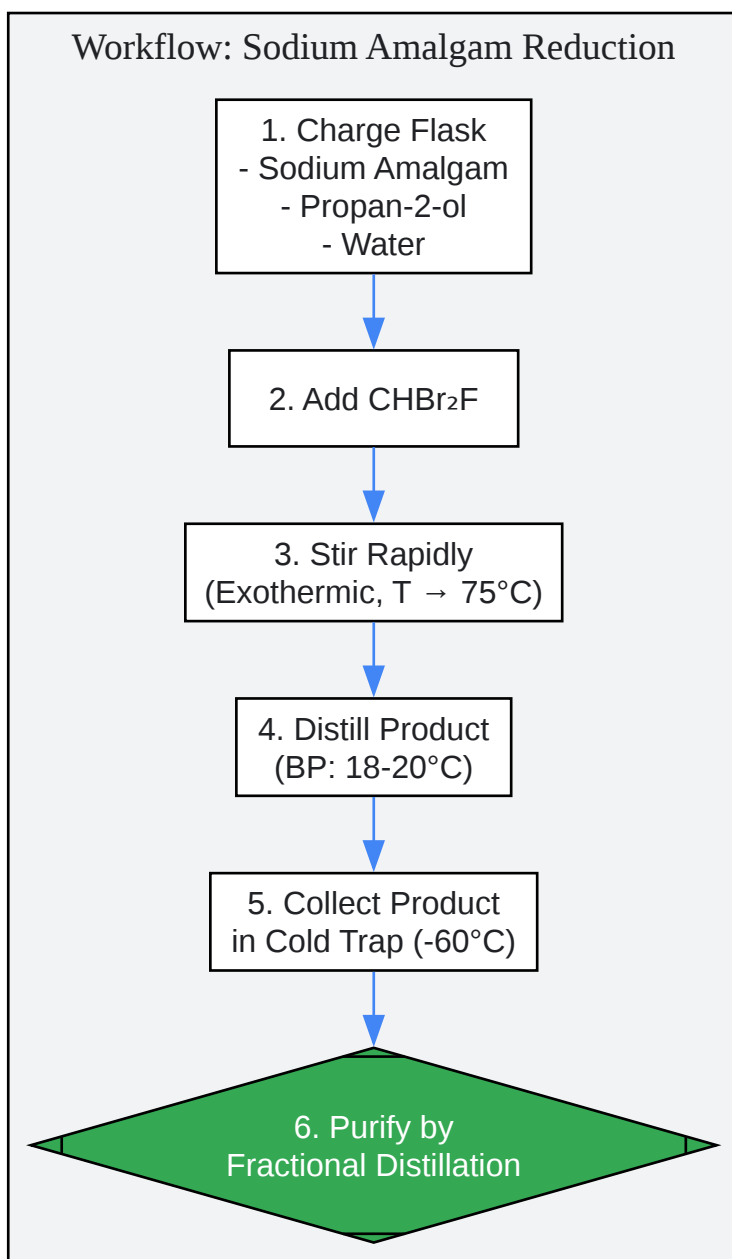 Workflow: Sodium Amalgam Reduction
1. Charge Flask
- Sodium Amalgam
- Propan-2-ol
- Water
2. Add CHBr₂F
3. Stir Rapidly
(Exothermic, T → 75°C)
4. Distill Product
(BP: 18-20°C)
5. Collect Product
in Cold Trap (-60°C)
6. Purify by
Fractional Distillation